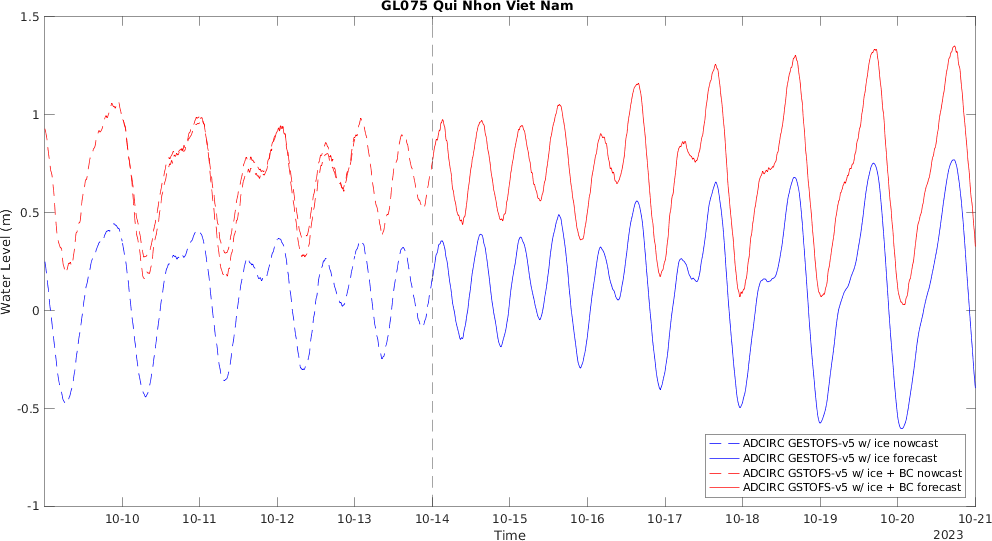 GL075 Qui Nhon Viet Nam
1.5
1
0.5
0
-0.5
-1
Water Level (m)
ADCIRC GESTOFS-v5 w/ ice nowcast
ADCIRC GESTOFS-v5 w/ ice forecast
ADCIRC GSTOFS-v5 w/ ice + BC nowcast
ADCIRC GSTOFS-v5 w/ ice + BC forecast
10-10 10-11 10-12 10-13 10-14 10-15 10-16 10-17 10-18 10-19 10-20 10-21
Time
2023